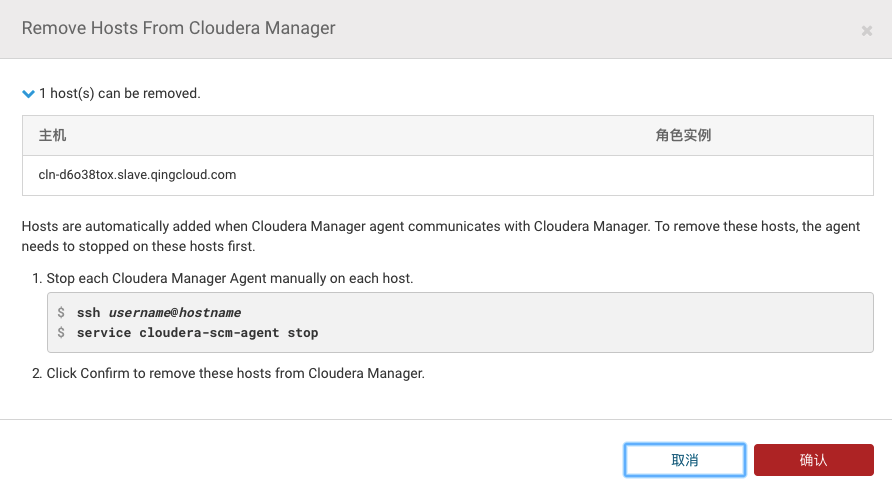 Remove Hosts From Cloudera Manager
1 host(s) can be removed.
主机 角色实例
cln-d6o38tox.slave.qingcloud.com
Hosts are automatically added when Cloudera Manager agent communicates with Cloudera Manager. To remove these hosts, the agent
needs to stopped on these hosts first.
1. Stop each Cloudera Manager Agent manually on each host.
$ ssh username@hostname
$ service cloudera-scm-agent stop
2. Click Confirm to remove these hosts from Cloudera Manager.
取消 确认